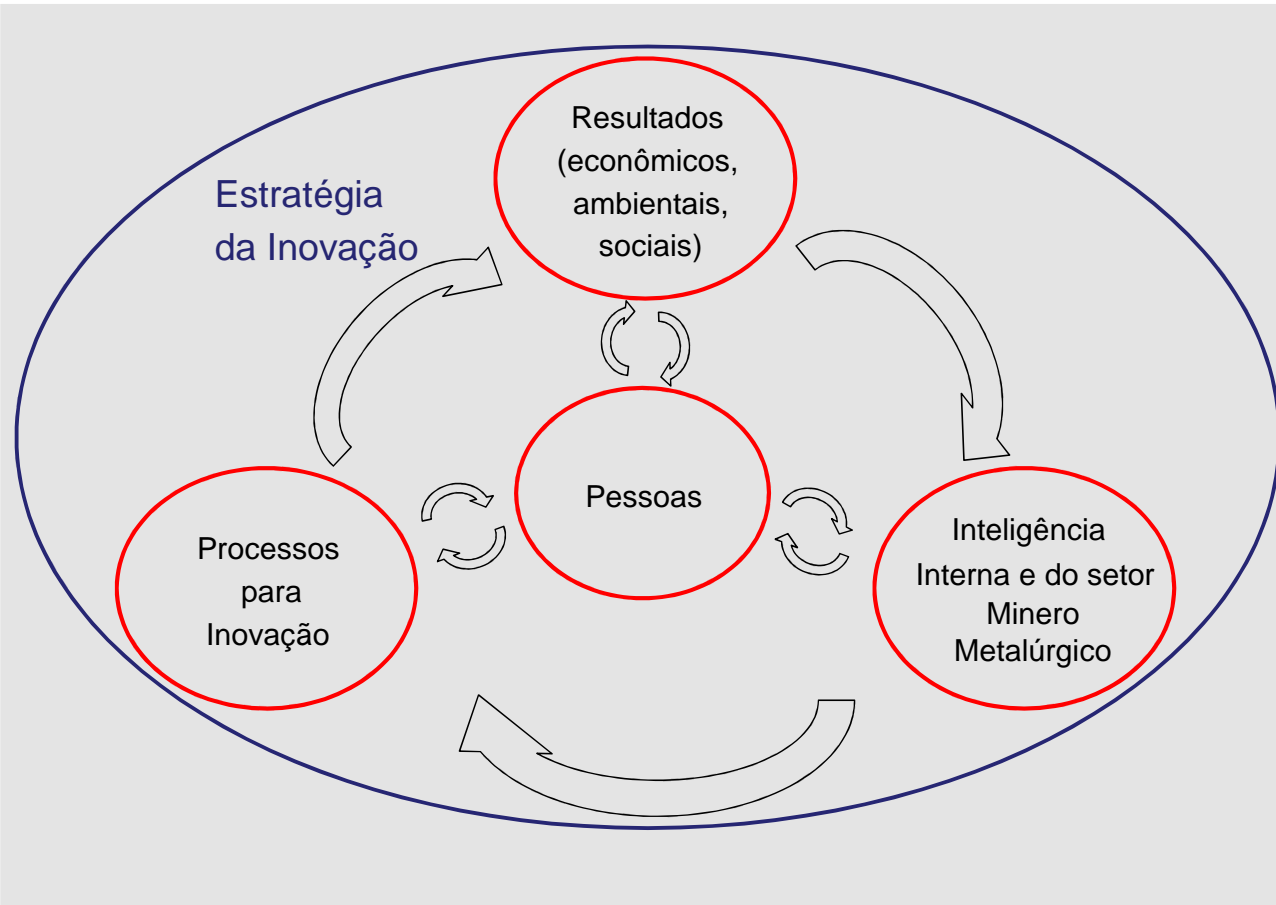 Resultados
(econômicos,
ambientais,
sociais)
Estratégia
da Inovação
Pessoas
Processos
para
Inovação
Inteligência
Interna e do setor
Minero
Metalúrgico